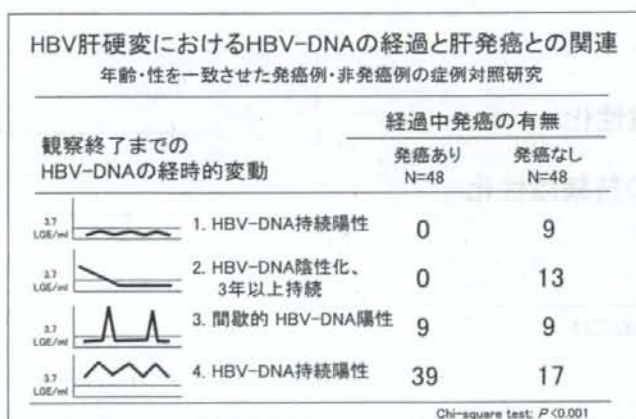 HBV肝硬変におけるHBV-DNAの経過と肝発癌との関連
年齢・性を一致させた発癌例・非発癌例の症例対照研究
経過中発癌の有無
観察終了までの
HBV-DNAの経時的変動
発癌あり 発癌なし
N=48 N=48
3.7
LGE/ml
1. HBV-DNA持続陽性 0 9
3.7
LGE/ml
2. HBV-DNA陰性化、
3年以上持続 0 13
3.7
LGE/ml
3. 間歇的 HBV-DNA陽性 9 9
3.7
LGE/ml
4. HBV-DNA持続陽性 39 17
Chi-square test: P<0.001